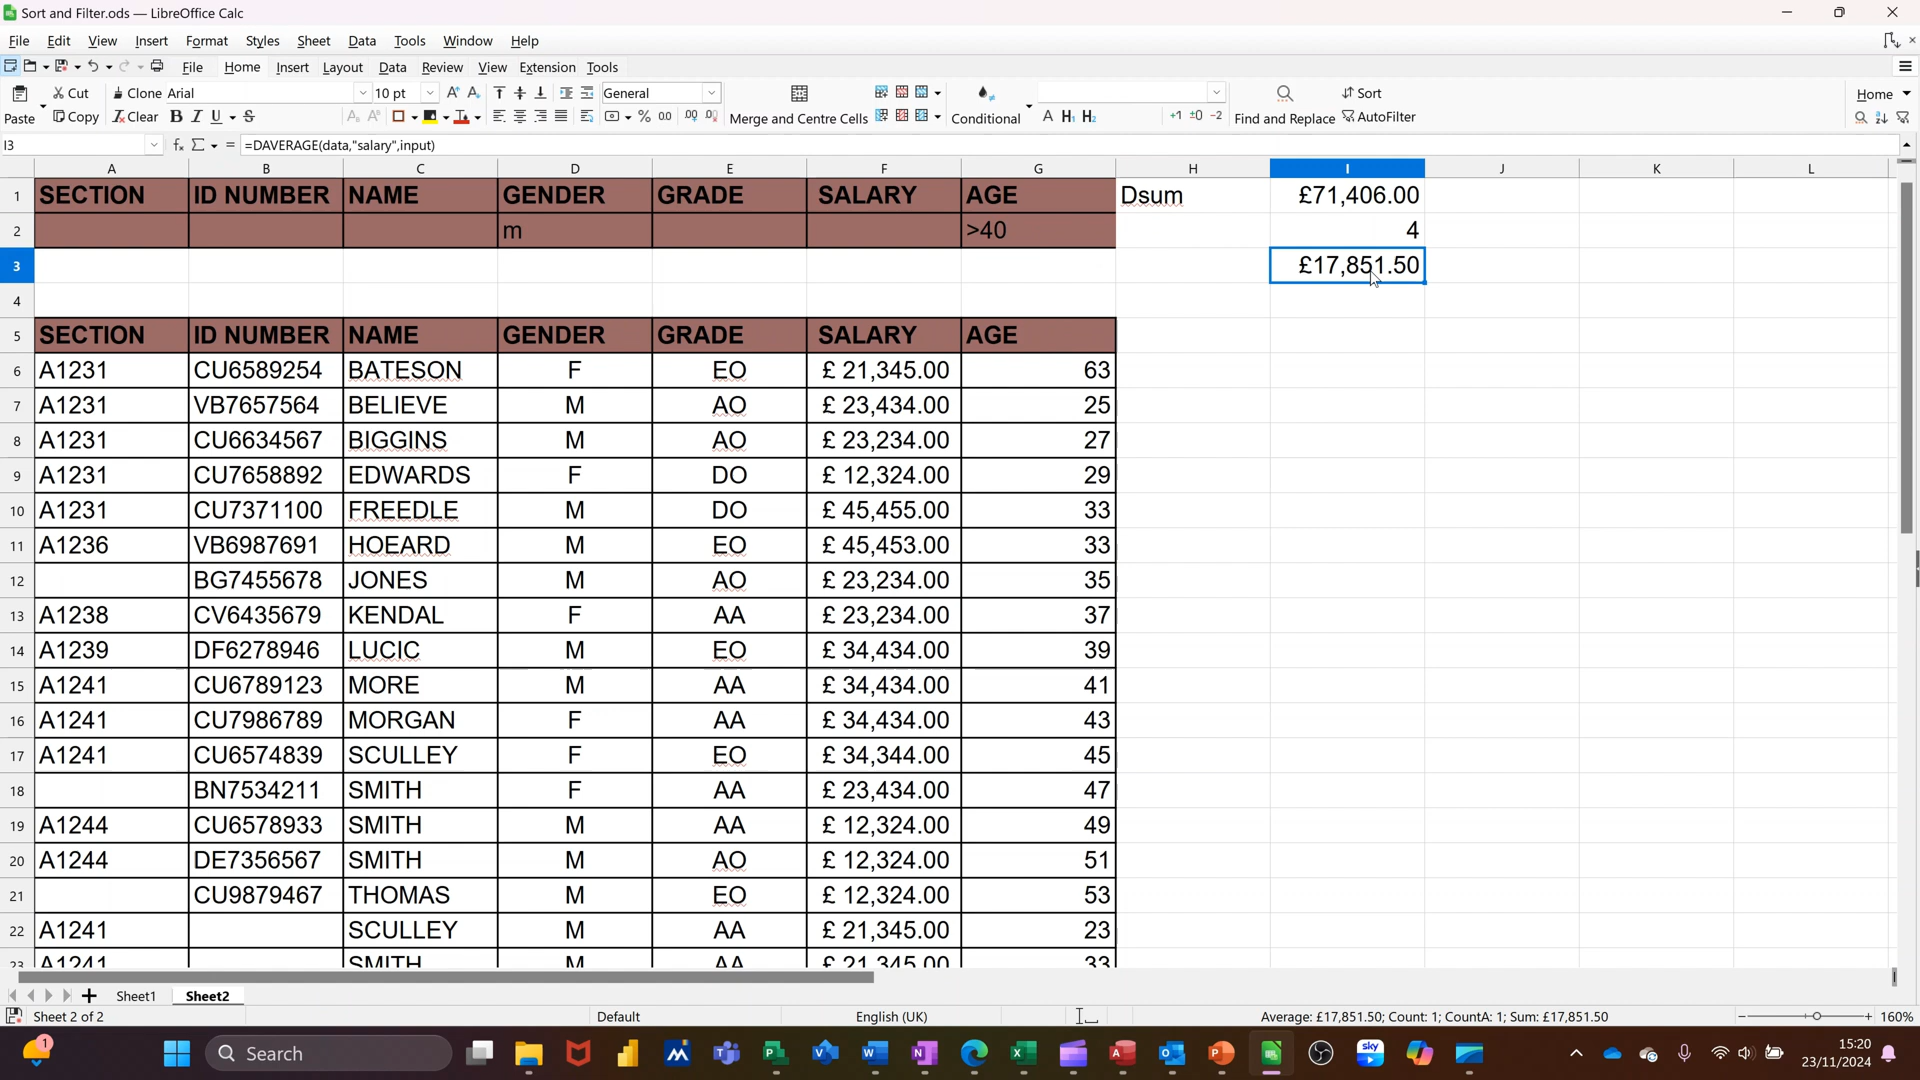 Sort and Filter.ods — LibreOffice Calc
File Edit View Insert Format Styles Sheet Data Tools Window Help
File Home Insert Layout Data Review View Extension Tools
Paste Cut Clone Arial 10 pt General Merge and Centre Cells Conditional Find and Replace Sort Home
Copy Clear AutoFilter
I3 =DAVERAGE(data,"salary",input)
A B C D E F G H I J K L
1 SECTION ID NUMBER NAME GENDER GRADE SALARY AGE Dsum £71,406.00
2 m >40 4
3 £17,851.50
4
5 SECTION ID NUMBER NAME GENDER GRADE SALARY AGE
6 A1231 CU6589254 BATESON F EO £ 21,345.00 63
7 A1231 VB7657564 BELIEVE M AO £ 23,434.00 25
8 A1231 CU6634567 BIGGINS M AO £ 23,234.00 27
9 A1231 CU7658892 EDWARDS F DO £ 12,324.00 29
10 A1231 CU7371100 FREEDLE M DO £ 45,455.00 33
11 A1236 VB6987691 HOEARD M EO £ 45,453.00 33
12 BG7455678 JONES M AO £ 23,234.00 35
13 A1238 CV6435679 KENDAL F AA £ 23,234.00 37
14 A1239 DF6278946 LUCIC M EO £ 34,434.00 39
15 A1241 CU6789123 MORE M AA £ 34,434.00 41
16 A1241 CU7986789 MORGAN F AA £ 34,434.00 43
17 A1241 CU6574839 SCULLEY F EO £ 34,344.00 45
18 BN7534211 SMITH F AA £ 23,434.00 47
19 A1244 CU6578933 SMITH M AA £ 12,324.00 49
20 A1244 DE7356567 SMITH M AO £ 12,324.00 51
21 CU9879467 THOMAS M EO £ 12,324.00 53
22 A1241 SCULLEY M AA £ 21,345.00 23
23 A1241 SMITH M AA £ 21,345.00 33
Sheet1 Sheet2
Sheet 2 of 2 Default English (UK) Average: £17,851.50; Count: 1; CountA: 1; Sum: £17,851.50 160%
1 Search sky 15:20
23/11/2024